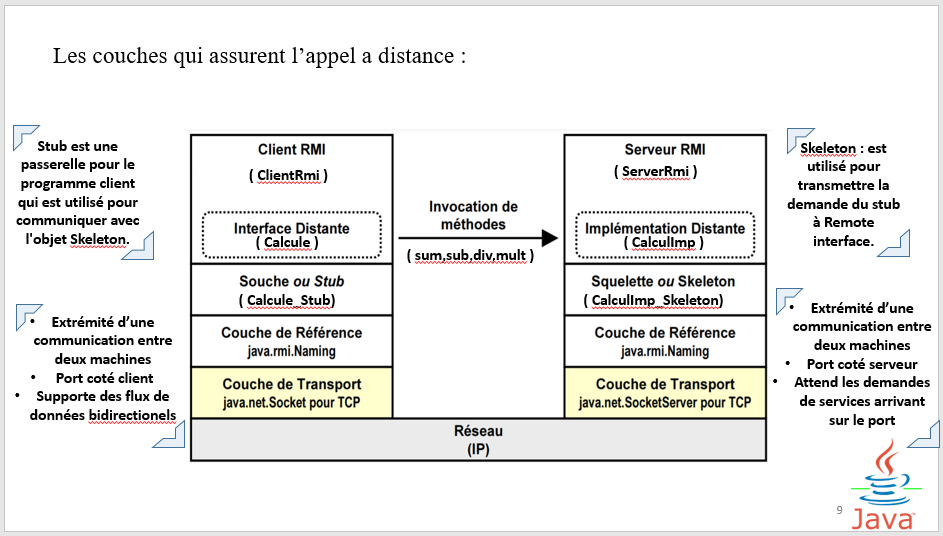 Les couches qui assurent l’appel a distance :
Stub est une
passerelle pour le
programme client
qui est utilisé pour
communiquer avec
l'objet Skeleton.
Extrémité d’une
communication entre
deux machines
Port coté client
Supporte des flux de
données bidirectionels
Client RMI
( ClientRmi )
Interface Distante
( Calcule )
Souche ou Stub
( Calcule_Stub)
Couche de Référence
java.rmi.Naming
Couche de Transport
java.net.Socket pour TCP
Invocation de
méthodes
( sum,sub,div,mult )
Serveur RMI
( ServerRmi )
Implémentation Distante
( CalculImp )
Squelette ou Skeleton
( CalculImp_Skeleton)
Couche de Référence
java.rmi.Naming
Couche de Transport
java.net.SocketServer pour TCP
Réseau
(IP)
Skeleton : est
utilisé pour
transmettre la
demande du stub
à Remote
interface.
Extrémité d’une
communication entre
deux machines
Port coté serveur
Attend les demandes
de services arrivant
sur le port
9
Java